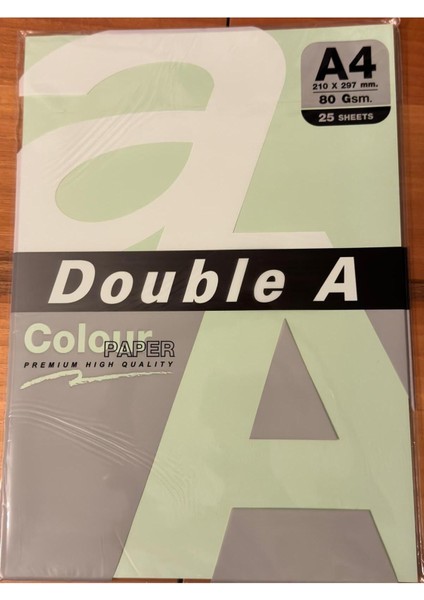 A4
210 X 297 mm.
80 Gsm.
25 SHEETS
a
Double A
Colour
PAPER
PREMIUM HIGH QUALITY
A